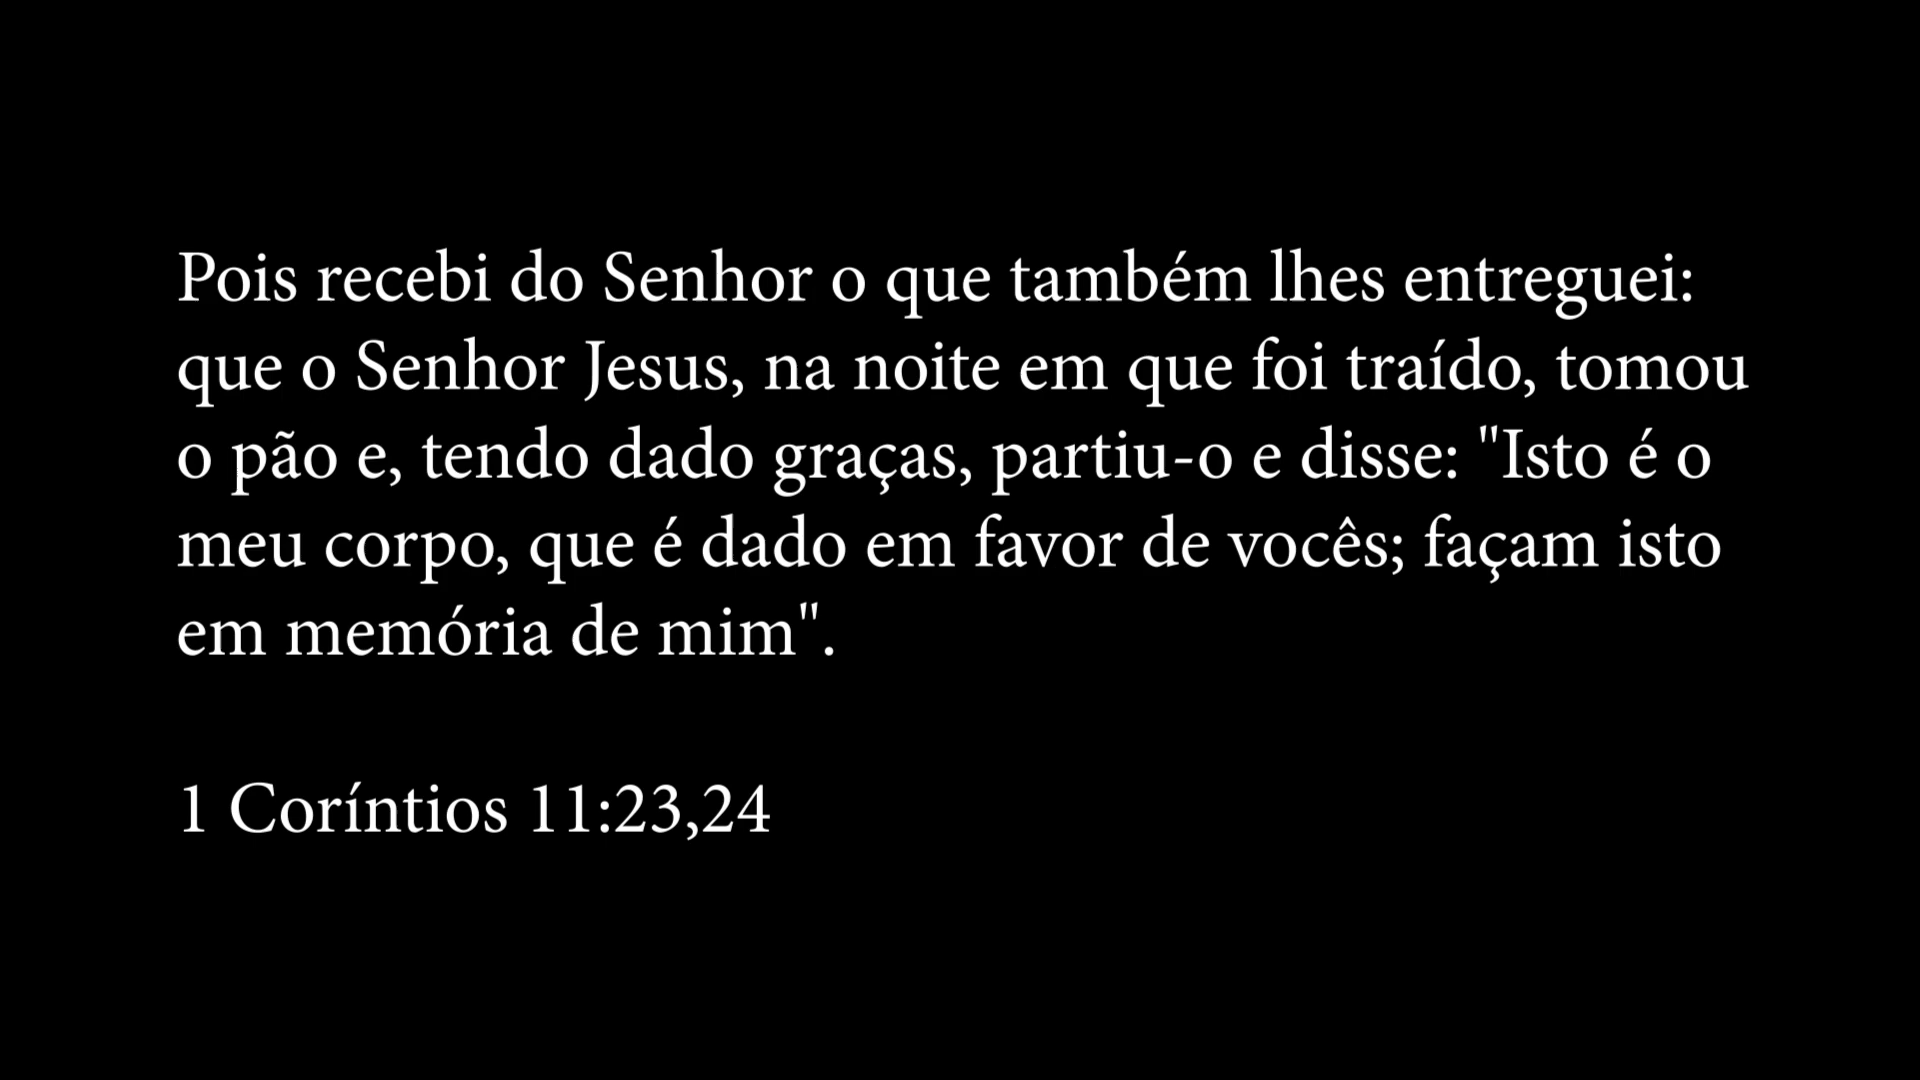 Pois recebi do Senhor o que também lhes entreguei:
que o Senhor Jesus, na noite em que foi traído, tomou
o pão e, tendo dado graças, partiu-o e disse: "Isto é o
meu corpo, que é dado em favor de vocês; façam isto
em memória de mim".
1 Coríntios 11:23,24